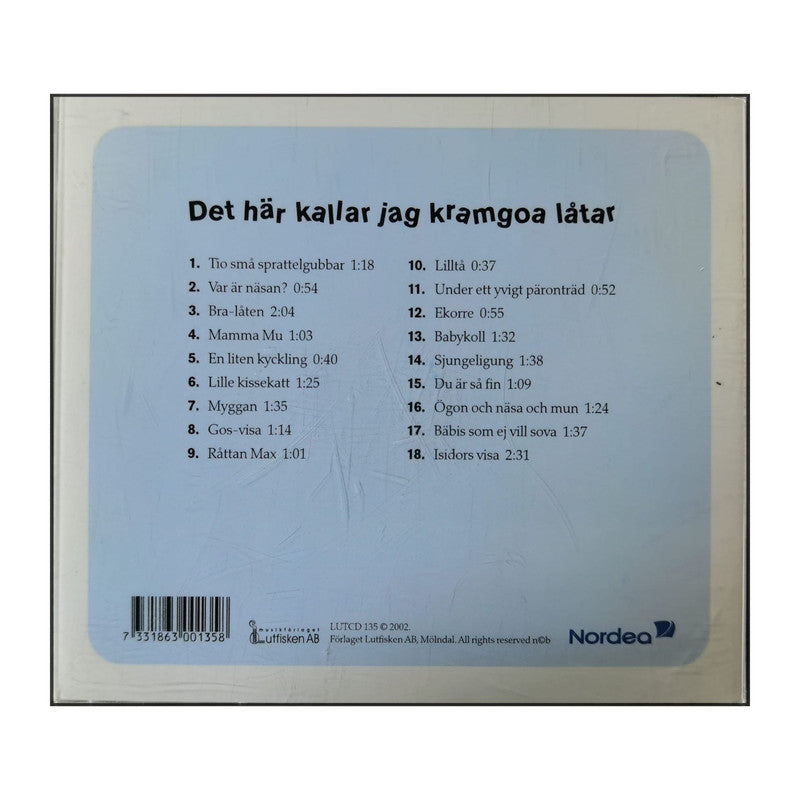 Det här kallar jag kramgoa låtar
1. Tio små sprattelgubbar 1:18
2. Var är näsan? 0:54
3. Bra-låten 2:04
4. Mamma Mu 1:03
5. En liten kyckling 0:40
6. Lille kissekatt 1:25
7. Myggan 1:35
8. Gos-visa 1:14
9. Råttan Max 1:01
10. Lilltå 0:37
11. Under ett yvigt päronträd 0:52
12. Ekorre 0:55
13. Babykoll 1:32
14. Sjungeligung 1:38
15. Du är så fin 1:09
16. Ögon och näsa och mun 1:24
17. Bäbis som ej vill sova 1:37
18. Isidors visa 2:31
7 331863 001358
musikförlaget
Lutfisken AB
LUTCD 135 © 2002.
Förlaget Lutfisken AB, Mölndal. All rights reserved n©b
Nordea